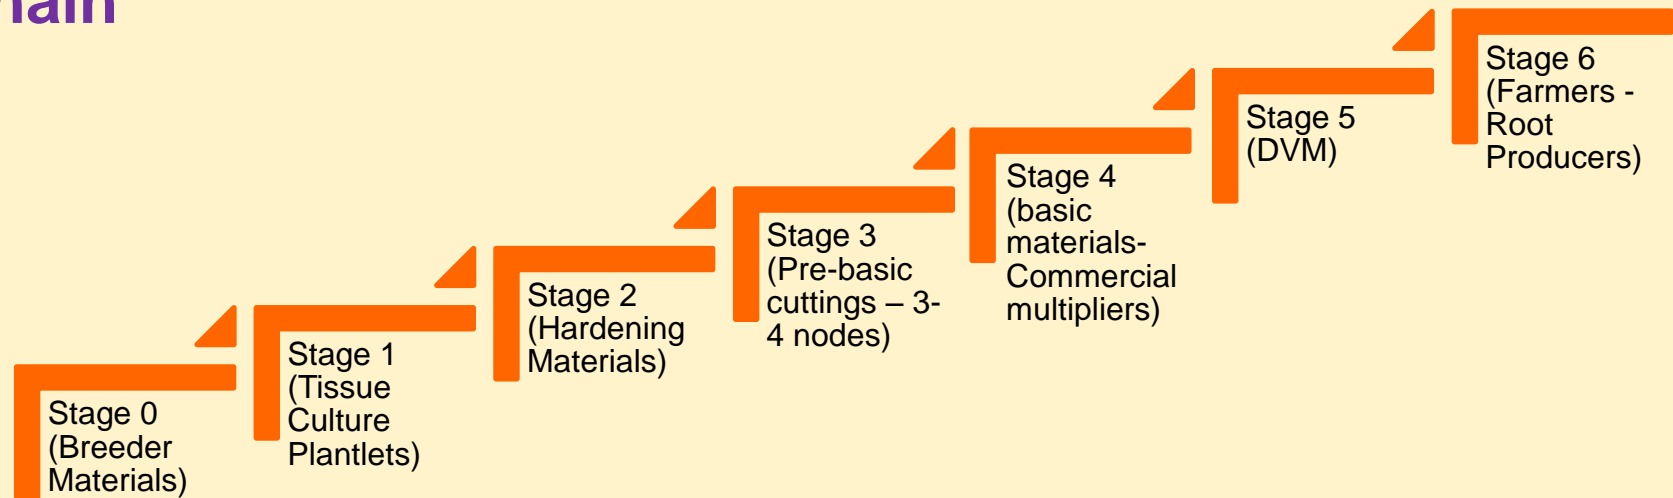 Stage 0
(Breeder
Materials)
Stage 1
(Tissue
Culture
Plantlets)
Stage 2
(Hardening
Materials)
Stage 3
(Pre-basic
cuttings – 3-
4 nodes)
Stage 4
(basic
materials-
Commercial
multipliers)
Stage 5
(DVM)
Stage 6
(Farmers -
Root
Producers)